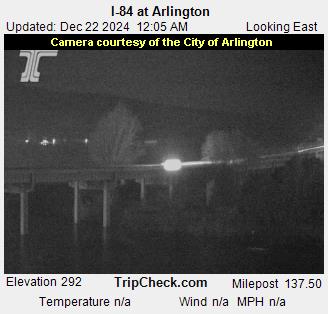 I-84 at Arlington
Updated: Dec 22 2024 12:05 AM Looking East
Camera courtesy of the City of Arlington
Elevation 292 TripCheck.com Milepost 137.50
Temperature n/a Wind n/a MPH n/a